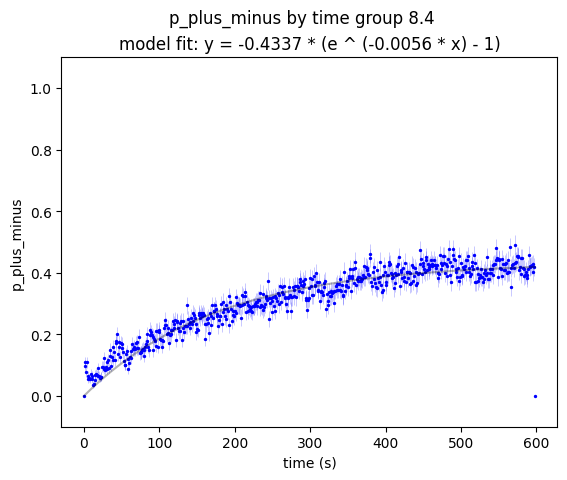 p_plus_minus by time group 8.4
model fit: y = -0.4337 * (e ^ (-0.0056 * x) - 1)
1.0
0.8
0.6
0.4
0.2
0.0
p_plus_minus
0 100 200 300 400 500 600
time (s)